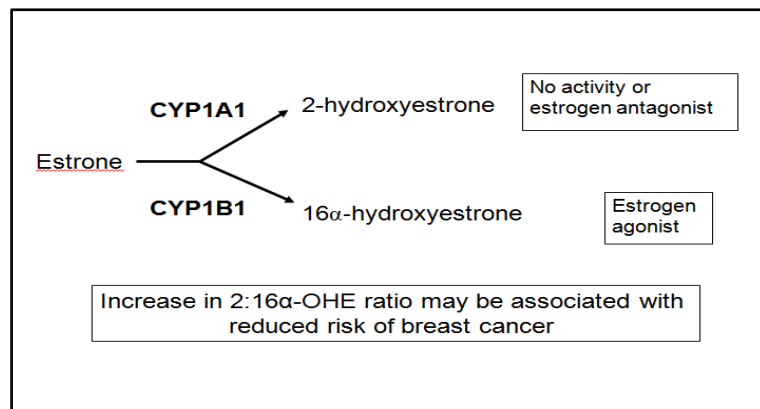 CYP1A1
2-hydroxyestrone
No activity or
estrogen antagonist
Estrone
CYP1B1
16α-hydroxyestrone
Estrogen
agonist
Increase in 2:16α-OHE ratio may be associated with
reduced risk of breast cancer